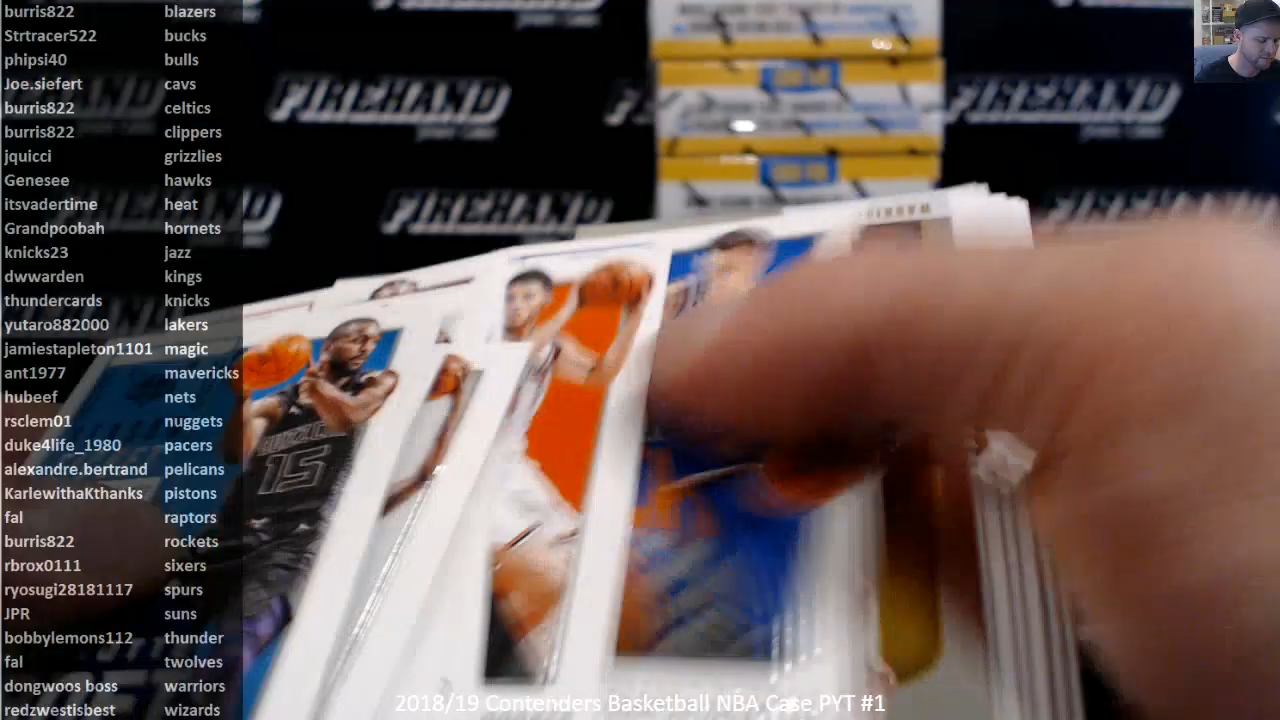 burris822 blazers
Strtracer522 bucks
phipsi40 bulls
Joe.siefert cavs
burris822 celtics
burris822 clippers
jquicci grizzlies
Genesee hawks
itsvadertime heat
Grandpoobah hornets
knicks23 jazz
dwwarden kings
thundercards knicks
yutaro882000 lakers
jamiestapleton1101 magic
ant1977 mavericks
hubeef nets
rsclem01 nuggets
duke4life_1980 pacers
alexandre.bertrand pelicans
KarlewithaKthanks pistons
fal raptors
burris822 rockets
rbrox0111 sixers
ryosugi28181117 spurs
JPR suns
bobbylemons112 thunder
fal twolves
dongwoos boss warriors
redzwestisbest wizards
FIREHAND
FIREHAND
FIREHAND
FIREHAND
15
2018/19 Contenders Basketball NBA Case PYT #1